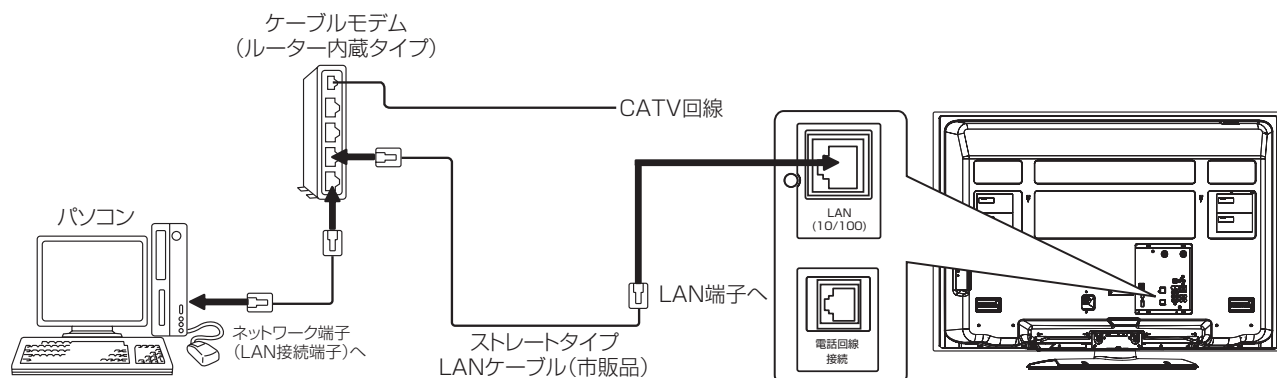 ケーブルモデム
（ルーター内蔵タイプ）
CATV回線
パソコン
LAN
(10/100)
LAN端子へ
ネットワーク端子
（LAN接続端子）へ
ストレートタイプ
LANケーブル（市販品）
電話回線
接続